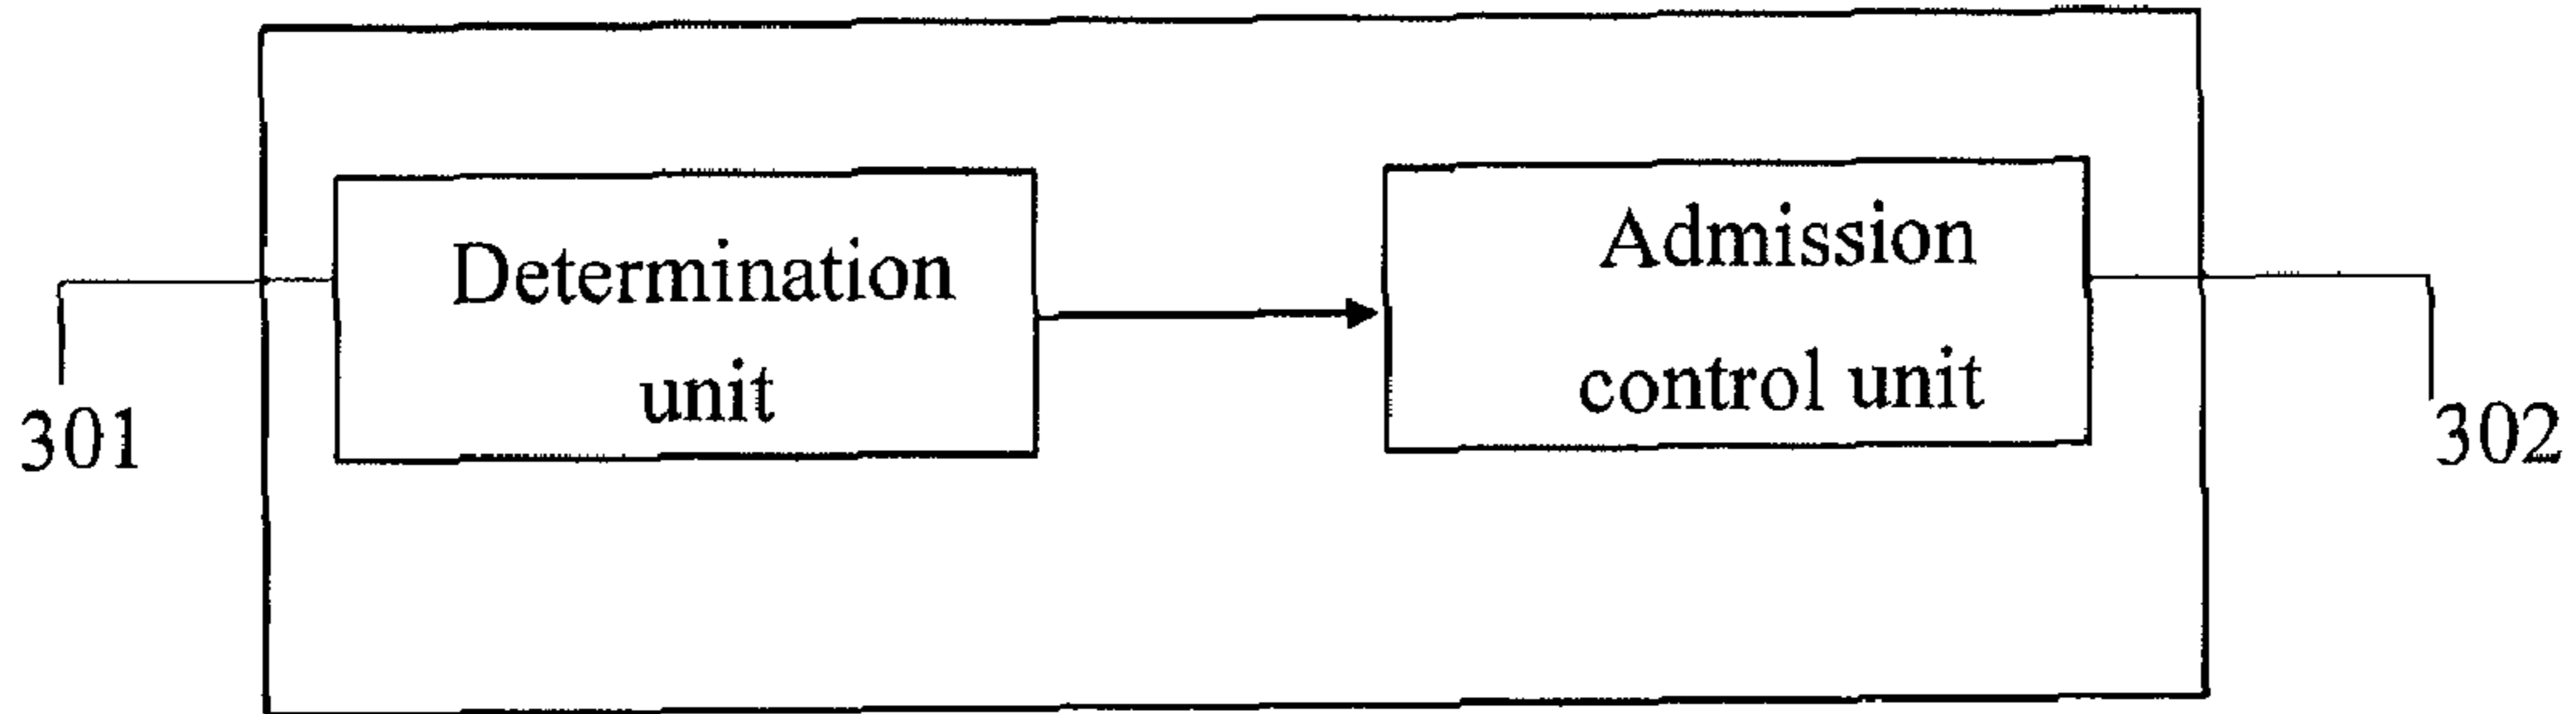 Determination
unit
Admission
control unit
301
302